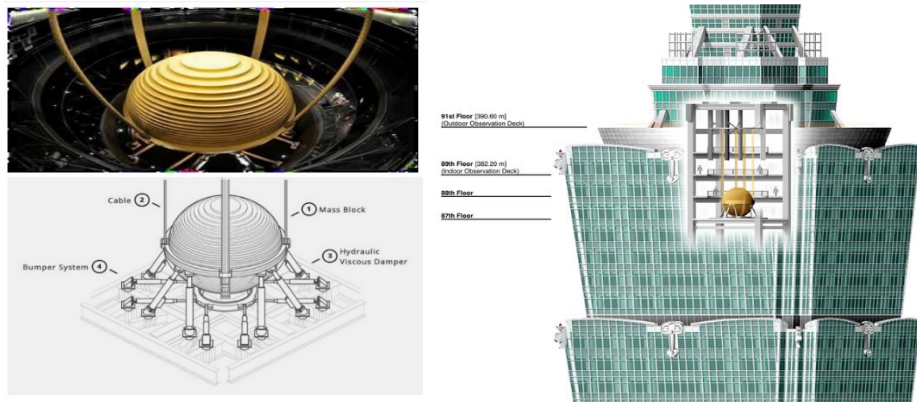 Cable 2
1 Mass Block
3 Hydraulic
Viscous Damper
Bumper System 4
91st Floor [390.60 m]
(Outdoor Observation Deck)
89th Floor [382.20 m]
(Indoor Observation Deck)
88th Floor
87th Floor